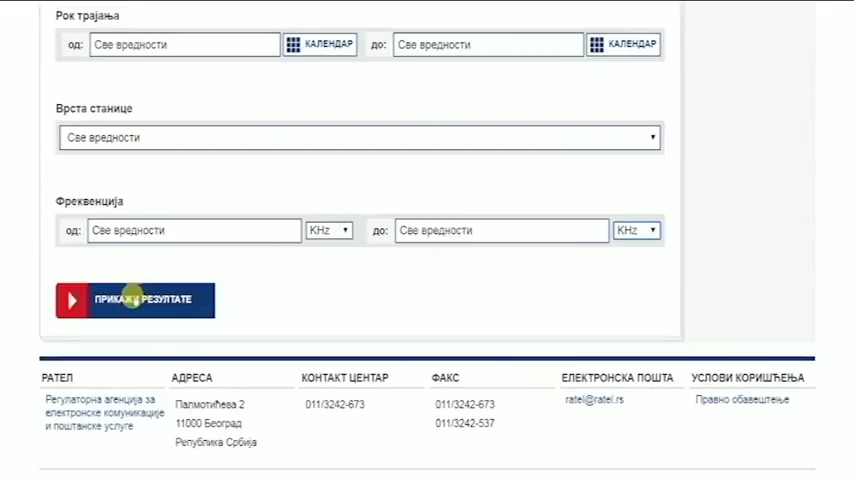 Рок трајања
од: Све вредности КАЛЕНДАР до: Све вредности КАЛЕНДАР
Врста станице
Све вредности
Фреквенција
од: Све вредности KHz до: Све вредности KHz
ПРИКАЖИ РЕЗУЛТАТЕ
РАТЕЛ
Регулаторна агенција за
електронске комуникације
и поштанске услуге
АДРЕСА
Палмотићева 2
11000 Београд
Република Србија
КОНТАКТ ЦЕНТАР
011/3242-673
ФАКС
011/3242-673
011/3242-537
ЕЛЕКТРОНСКА ПОШТА
ratel@ratel.rs
УСЛОВИ КОРИШЋЕЊА
Правно обавештење